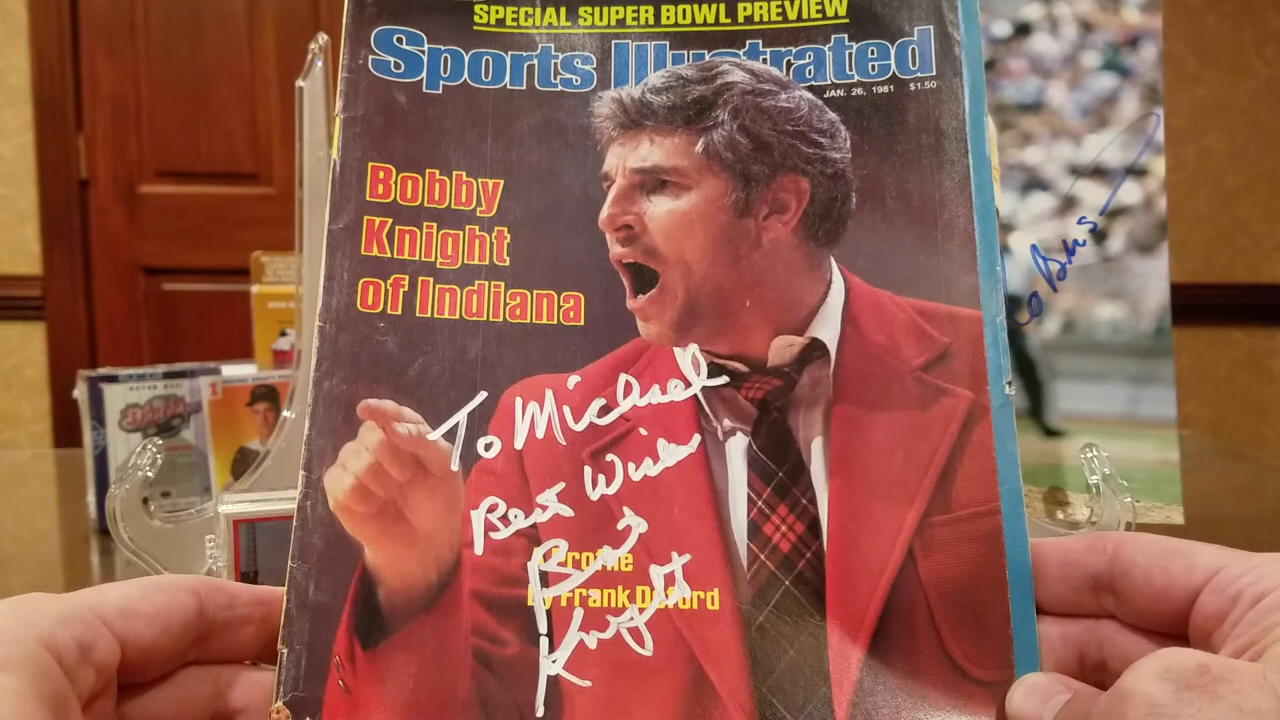 SPECIAL SUPER BOWL PREVIEW
Sports Illustrated
JAN. 26, 1981 $1.50
Bobby
Knight
of Indiana
To Michael
Best Wishes
Bob
Knight
A Profile
By Frank Deford